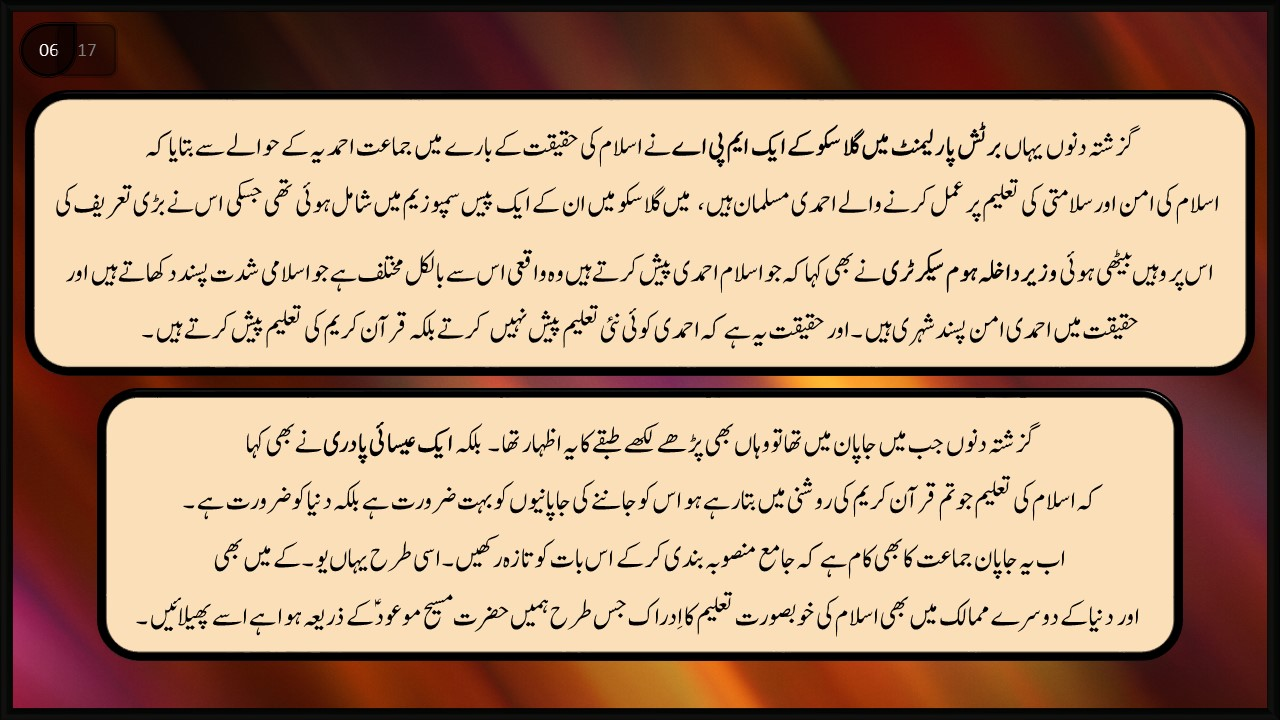 06 17
گزشتہ دنوں یہاں برٹش پارلیمنٹ میں گلاسکو کے ایک ایم پی اے نے اسلام کی حقیقت کے بارے میں جماعت احمدیہ کے حوالے سے بتایا کہ
اسلام کی امن اور سلامتی کی تعلیم پر عمل کرنے والے احمدی مسلمان ہیں، میں گلاسکو میں ان کے ایک پیس سمپوزیم میں شامل ہوئی تھی جسکی اس نے بڑی تعریف کی
اس پر وہیں بیٹھی ہوئی وزیر داخلہ ہوم سیکرٹری نے بھی کہا کہ جو اسلام احمدی پیش کرتے ہیں وہ واقعی اس سے بالکل مختلف ہے جو اسلامی شدت پسند دکھاتے ہیں اور
حقیقت میں احمدی امن پسند شہری ہیں۔ اور حقیقت یہ ہے کہ احمدی کوئی نئی تعلیم پیش نہیں کرتے بلکہ قرآن کریم کی تعلیم پیش کرتے ہیں۔
گزشتہ دنوں جب میں جاپان میں تھا تو وہاں بھی پڑھے لکھے طبقے کا یہ اظہار تھا۔ بلکہ ایک عیسائی پادری نے بھی کہا
کہ اسلام کی تعلیم جو تم قرآن کریم کی روشنی میں بتا رہے ہو اس کو جاننے کی جاپانیوں کو بہت ضرورت ہے بلکہ دنیا کو ضرورت ہے۔
اب یہ جاپان جماعت کا بھی کام ہے کہ جامع منصوبہ بندی کر کے اس بات کو تازہ رکھیں۔ اسی طرح یہاں یو۔کے میں بھی
اور دنیا کے دوسرے ممالک میں بھی اسلام کی خوبصورت تعلیم کا اِدراک جس طرح ہمیں حضرت مسیح موعودؑ کے ذریعہ ہوا ہے اسے پھیلائیں۔